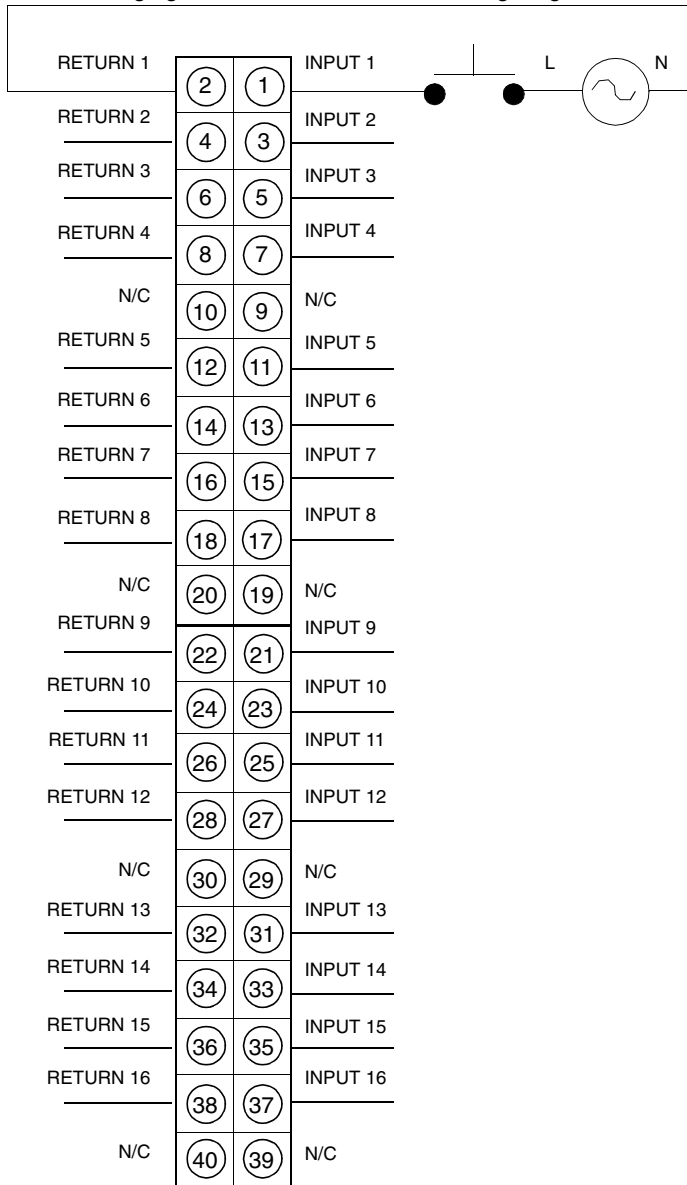 RETURN 1 2 1 INPUT 1 L N
RETURN 2 4 3 INPUT 2
RETURN 3 6 5 INPUT 3
RETURN 4 8 7 INPUT 4
N/C 10 9 N/C
RETURN 5 12 11 INPUT 5
RETURN 6 14 13 INPUT 6
RETURN 7 16 15 INPUT 7
RETURN 8 18 17 INPUT 8
N/C 20 19 N/C
RETURN 9 22 21 INPUT 9
RETURN 10 24 23 INPUT 10
RETURN 11 26 25 INPUT 11
RETURN 12 28 27 INPUT 12
N/C 30 29 N/C
RETURN 13 32 31 INPUT 13
RETURN 14 34 33 INPUT 14
RETURN 15 36 35 INPUT 15
RETURN 16 38 37 INPUT 16
N/C 40 39 N/C